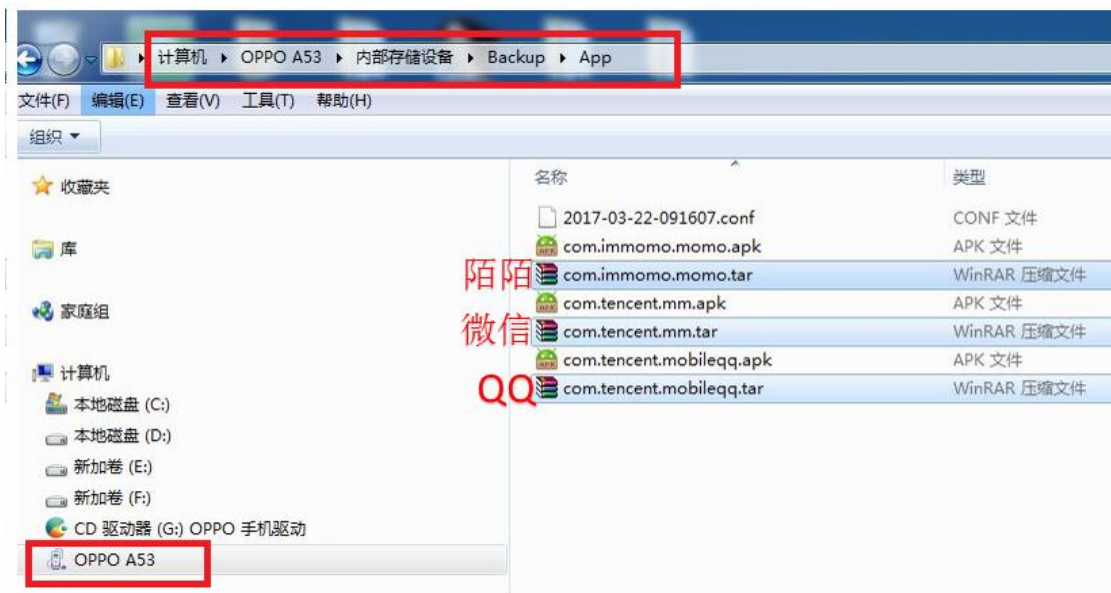 计算机 ▸ OPPO A53 ▸ 内部存储设备 ▸ Backup ▸ App
文件(F) 编辑(E) 查看(V) 工具(T) 帮助(H)
组织
名称 类型
收藏夹
库
家庭组
计算机
本地磁盘 (C:)
本地磁盘 (D:)
新加卷 (E:)
新加卷 (F:)
CD 驱动器 (G:) OPPO 手机驱动
OPPO A53
2017-03-22-091607.conf CONF 文件
com.immomo.momo.apk APK 文件
陌陌 com.immomo.momo.tar WinRAR 压缩文件
com.tencent.mm.apk APK 文件
微信 com.tencent.mm.tar WinRAR 压缩文件
com.tencent.mobileqq.apk APK 文件
QQ com.tencent.mobileqq.tar WinRAR 压缩文件